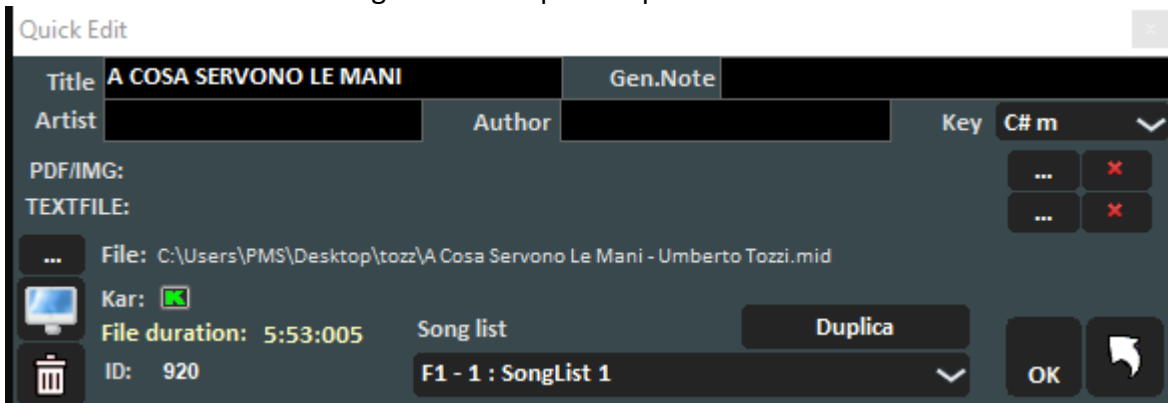 Quick Edit
Title A COSA SERVONO LE MANI Gen.Note
Artist Author Key C# m
PDF/IMG: ...
TEXTFILE: ...
... File: C:\Users\PMS\Desktop\tozz\A Cosa Servono Le Mani - Umberto Tozzi.mid
Kar: K
File duration: 5:53:005 Song list Duplica
ID: 920 F1 - 1 : SongList 1 OK